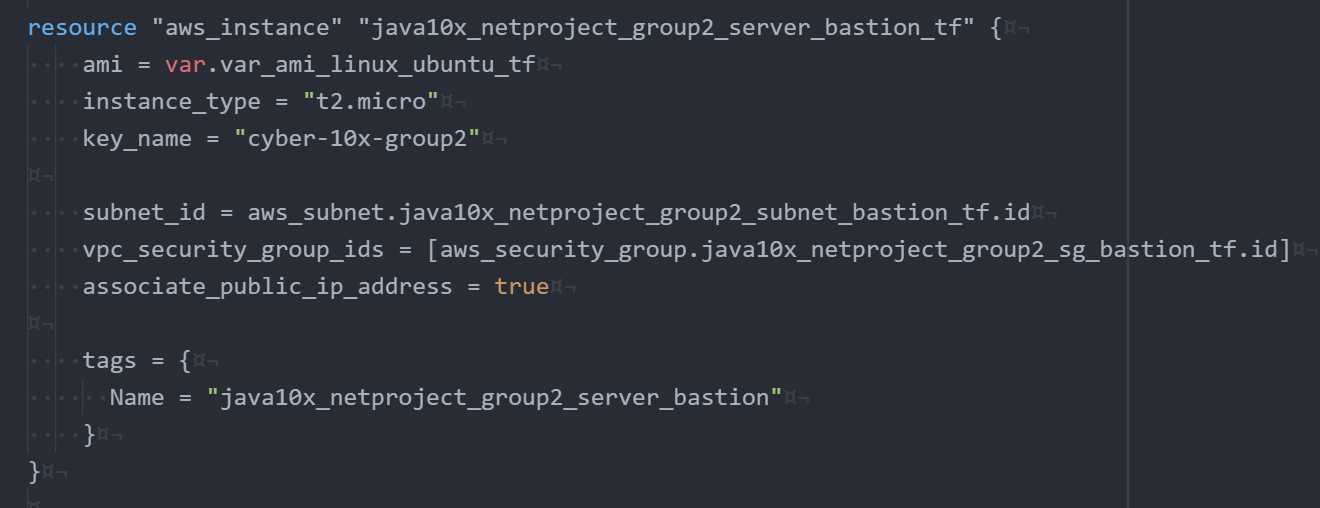 resource "aws_instance" "java10x_netproject_group2_server_bastion_tf" {¤¬
····ami = var.var_ami_linux_ubuntu_tf¤¬
····instance_type = "t2.micro"¤¬
····key_name = "cyber-10x-group2"¤¬
¤¬
····subnet_id = aws_subnet.java10x_netproject_group2_subnet_bastion_tf.id¤¬
····vpc_security_group_ids = [aws_security_group.java10x_netproject_group2_sg_bastion_tf.id]¤¬
····associate_public_ip_address = true¤¬
¤¬
····tags = {¤¬
······Name = "java10x_netproject_group2_server_bastion"¤¬
····}¤¬
}¤¬